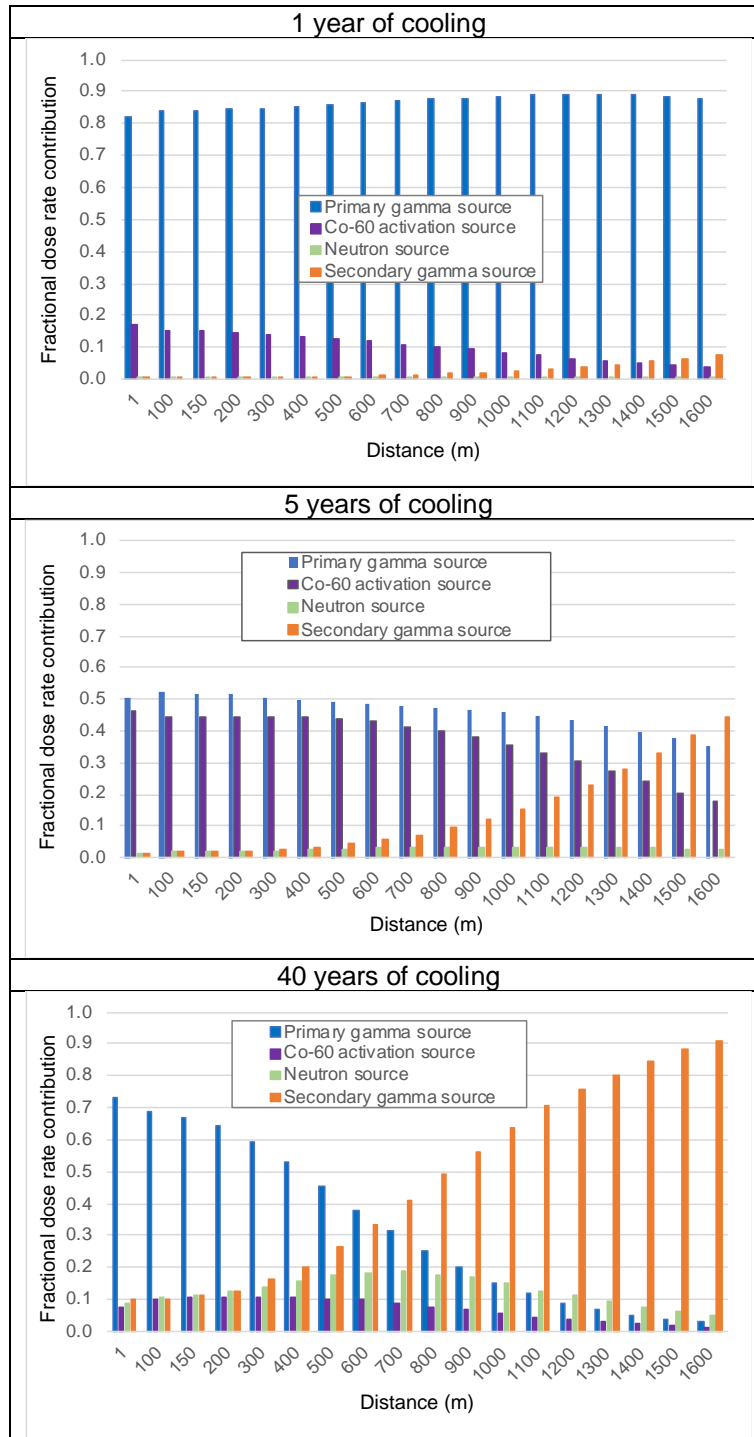 1 year of cooling
Fractional dose rate contribution
1.0
0.9
0.8
0.7
0.6
0.5
0.4
0.3
0.2
0.1
0.0
Primary gamma source
Co-60 activation source
Neutron source
Secondary gamma source
1 100 150 200 300 400 500 600 700 800 900 1000 1100 1200 1300 1400 1500 1600
Distance (m)
5 years of cooling
Fractional dose rate contribution
1.0
0.9
0.8
0.7
0.6
0.5
0.4
0.3
0.2
0.1
0.0
Primary gamma source
Co-60 activation source
Neutron source
Secondary gamma source
1 100 150 200 300 400 500 600 700 800 900 1000 1100 1200 1300 1400 1500 1600
Distance (m)
40 years of cooling
Fractional dose rate contribution
1.0
0.9
0.8
0.7
0.6
0.5
0.4
0.3
0.2
0.1
0.0
Primary gamma source
Co-60 activation source
Neutron source
Secondary gamma source
1 100 150 200 300 400 500 600 700 800 900 1000 1100 1200 1300 1400 1500 1600
Distance (m)